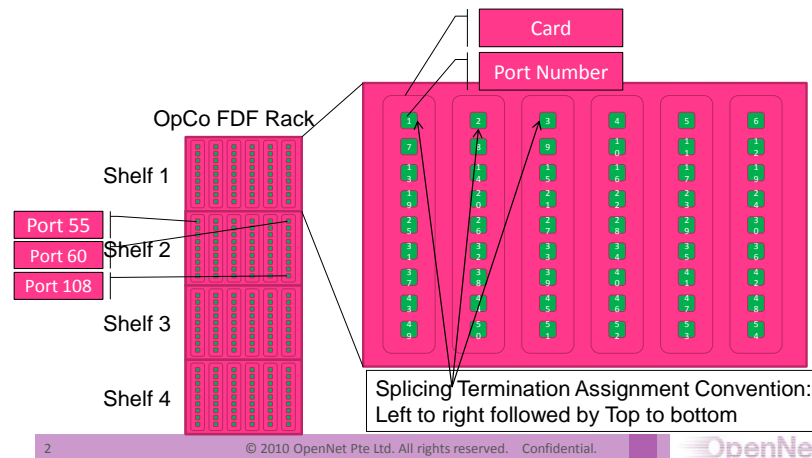 Card
Port Number
OpCo FDF Rack
Shelf 1
Port 55
Port 60
Shelf 2
Port 108
Shelf 3
Shelf 4
1 2 3 4 5 6
7 8 9 10 11 12
13 14 15 16 17 19
19 20 21 22 23 24
25 26 27 28 29 30
31 32 33 34 35 36
37 38 39 40 41 42
43 44 45 46 47 48
49 50 51 52 53 54
Splicing Termination Assignment Convention:
Left to right followed by Top to bottom
2
© 2010 OpenNet Pte Ltd. All rights reserved. Confidential.
OpenNe